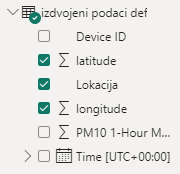 izdvojeni podaci def
Device ID
∑ latitude
Lokacija
∑ longitude
∑ PM10 1-Hour M...
Time [UTC+00:00]